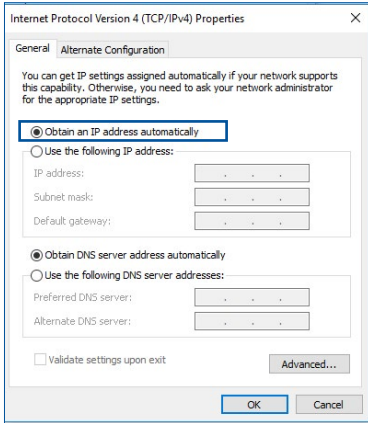 Internet Protocol Version 4 (TCP/IPv4) Properties
General
Alternate Configuration
You can get IP settings assigned automatically if your network supports
this capability. Otherwise, you need to ask your network administrator
for the appropriate IP settings.
Obtain an IP address automatically
Use the following IP address:
IP address:
Subnet mask:
Default gateway:
Obtain DNS server address automatically
Use the following DNS server addresses:
Preferred DNS server:
Alternate DNS server:
Validate settings upon exit
Advanced...
OK
Cancel